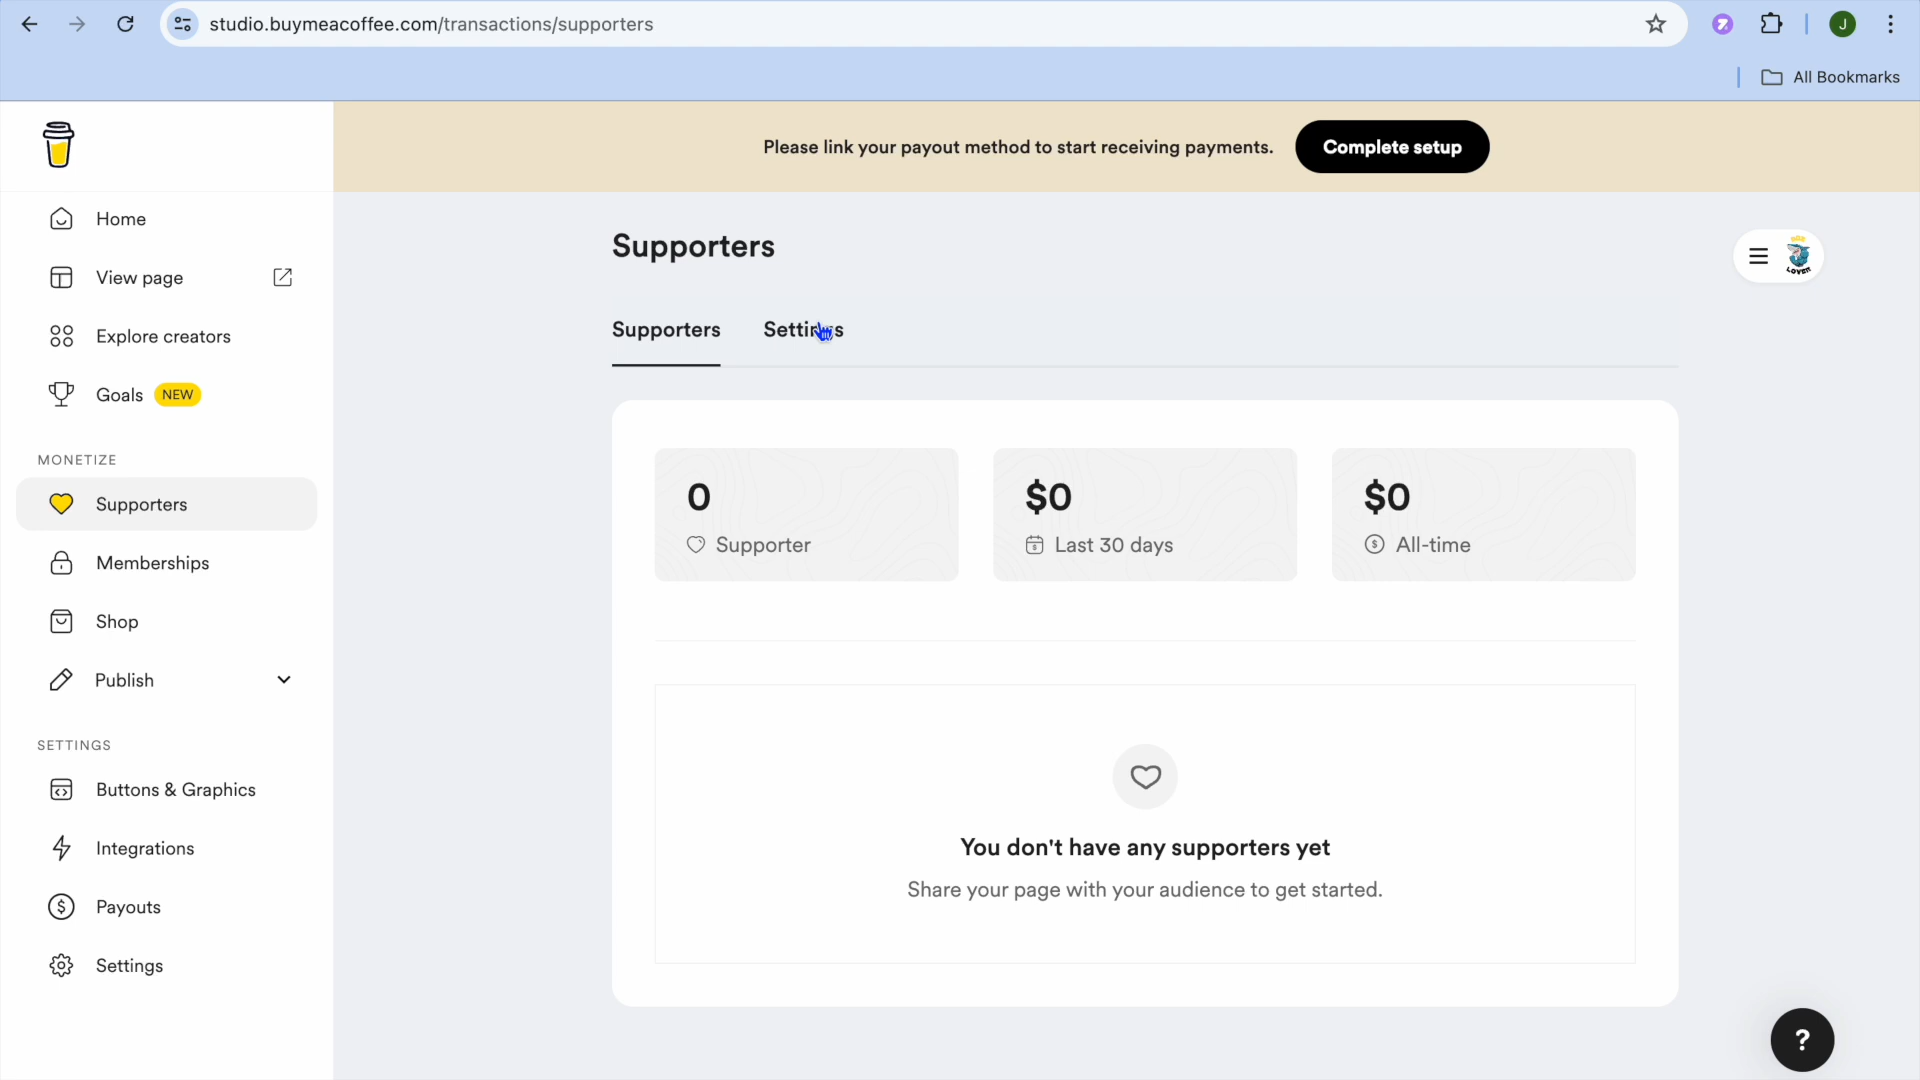 studio.buymeacoffee.com/transactions/supporters
J
All Bookmarks
Please link your payout method to start receiving payments.
Complete setup
Home
View page
Explore creators
Goals NEW
MONETIZE
Supporters
Memberships
Shop
Publish
SETTINGS
Buttons & Graphics
Integrations
Payouts
Settings
Supporters
LOVER
Supporters
Settings
0
Supporter
$0
Last 30 days
$0
All-time
You don't have any supporters yet
Share your page with your audience to get started.
?